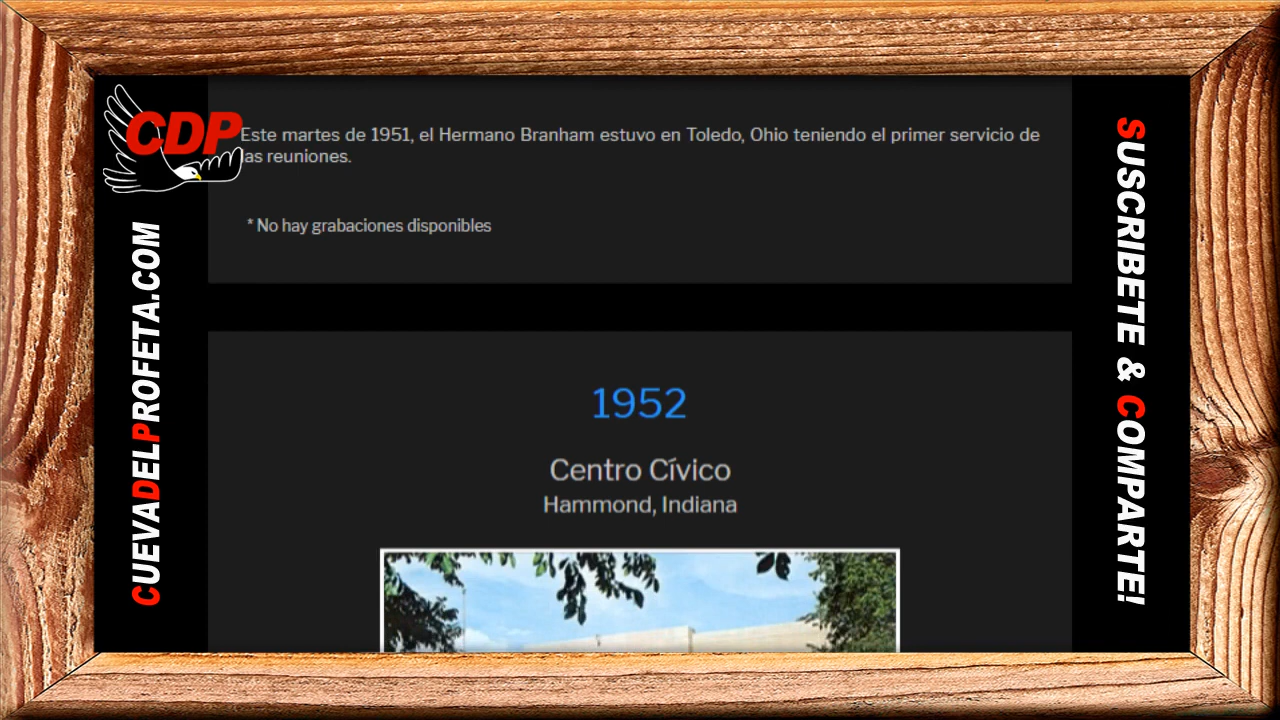 CDP
Este martes de 1951, el Hermano Branham estuvo en Toledo, Ohio teniendo el primer servicio de
as reuniones.
* No hay grabaciones disponibles
1952
Centro Cívico
Hammond, Indiana
CUEVADELPROFETA.COM
SUSCRIBETE & COMPARTE!